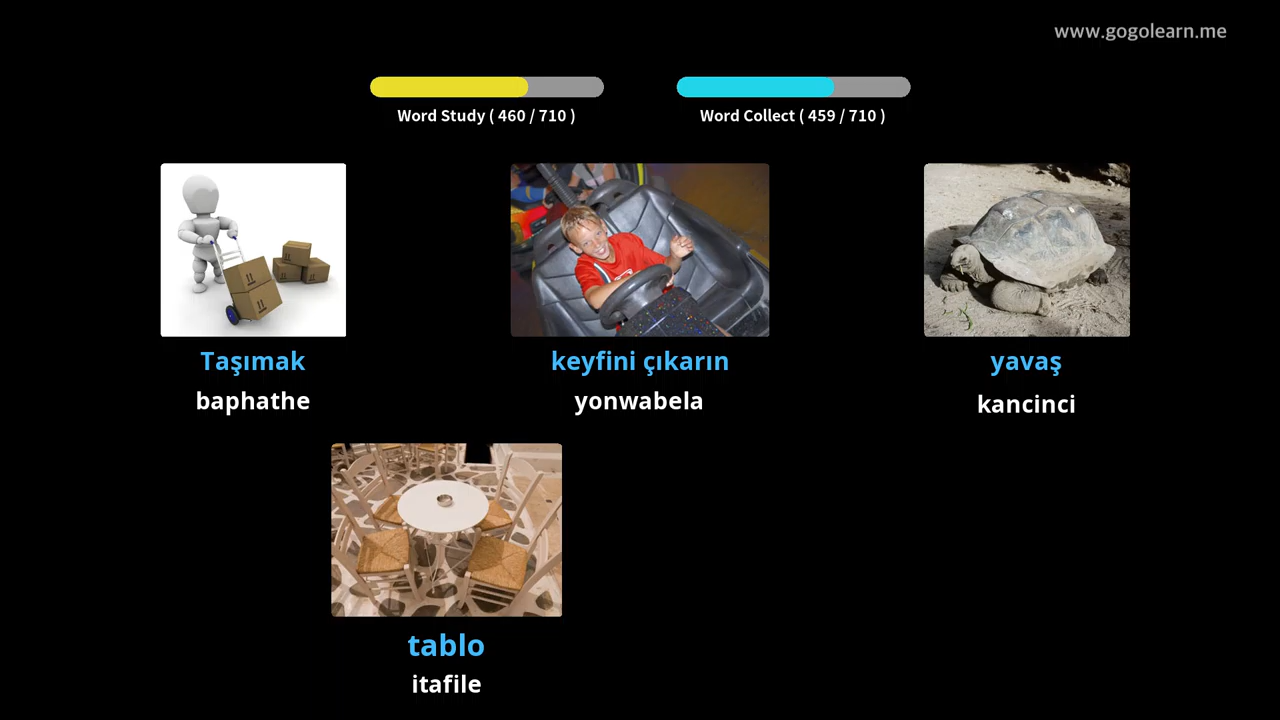 www.gogolearn.me
Word Study ( 460 / 710 )
Word Collect ( 459 / 710 )
Taşımak
baphathe
keyfini çıkarın
yonwabela
yavaş
kancinci
tablo
itafile